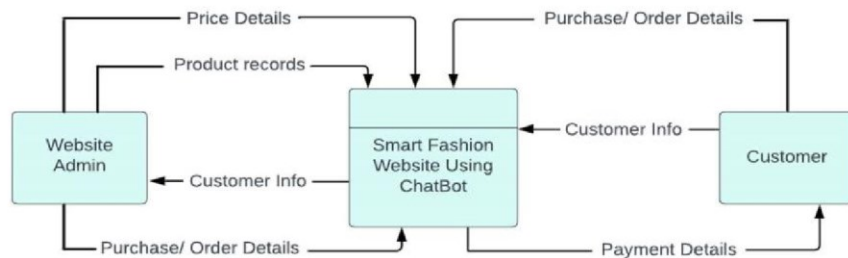 Price Details
Purchase/ Order Details
Product records
Website
Admin
Smart Fashion
Website Using
ChatBot
Customer Info
Customer
Customer Info
Purchase/ Order Details
Payment Details